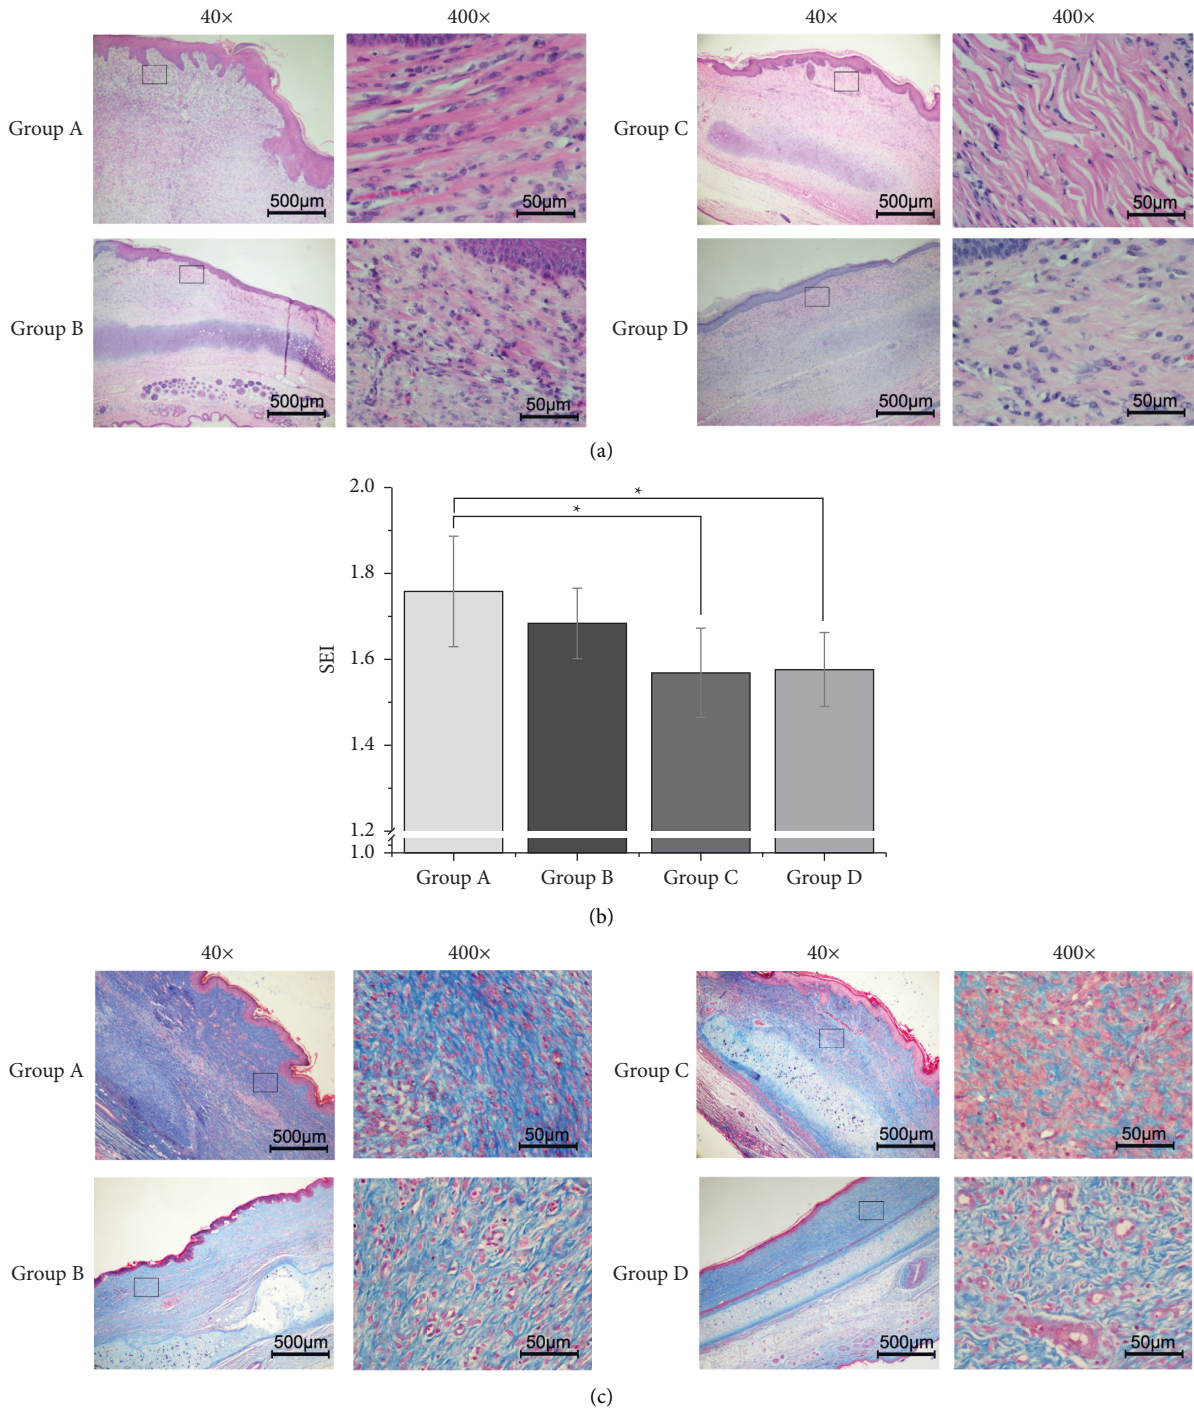 40× 400× 40× 400×
Group A 500µm 50µm Group C 500µm 50µm
Group B 500µm 50µm Group D 500µm 50µm
(a)
2.0
1.8
1.6
1.4
1.2
1.0
SEI
* 
*
Group A Group B Group C Group D
(b)
40× 400× 40× 400×
Group A 500µm 50µm Group C 500µm 50µm
Group B 500µm 50µm Group D 500µm 50µm
(c)